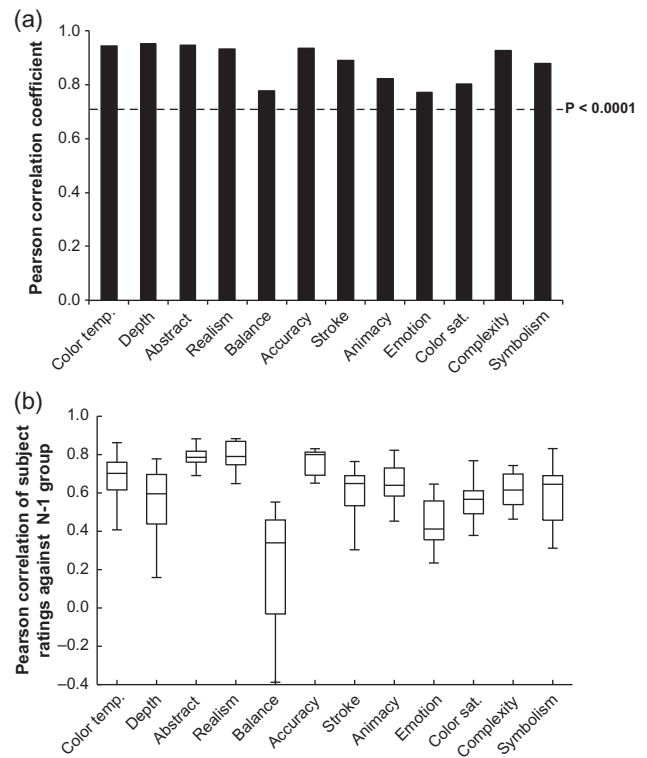 (a)
Pearson correlation coefficient
1.0
0.8
0.6
0.4
0.2
0.0
P < 0.0001
Color temp.
Depth
Abstract
Realism
Balance
Accuracy
Stroke
Animacy
Emotion
Color sat.
Complexity
Symbolism
(b)
Pearson correlation of subject
ratings against N-1 group
1.0
0.8
0.6
0.4
0.2
0.0
−0.2
−0.4
Color temp.
Depth
Abstract
Realism
Balance
Accuracy
Stroke
Animacy
Emotion
Color sat.
Complexity
Symbolism